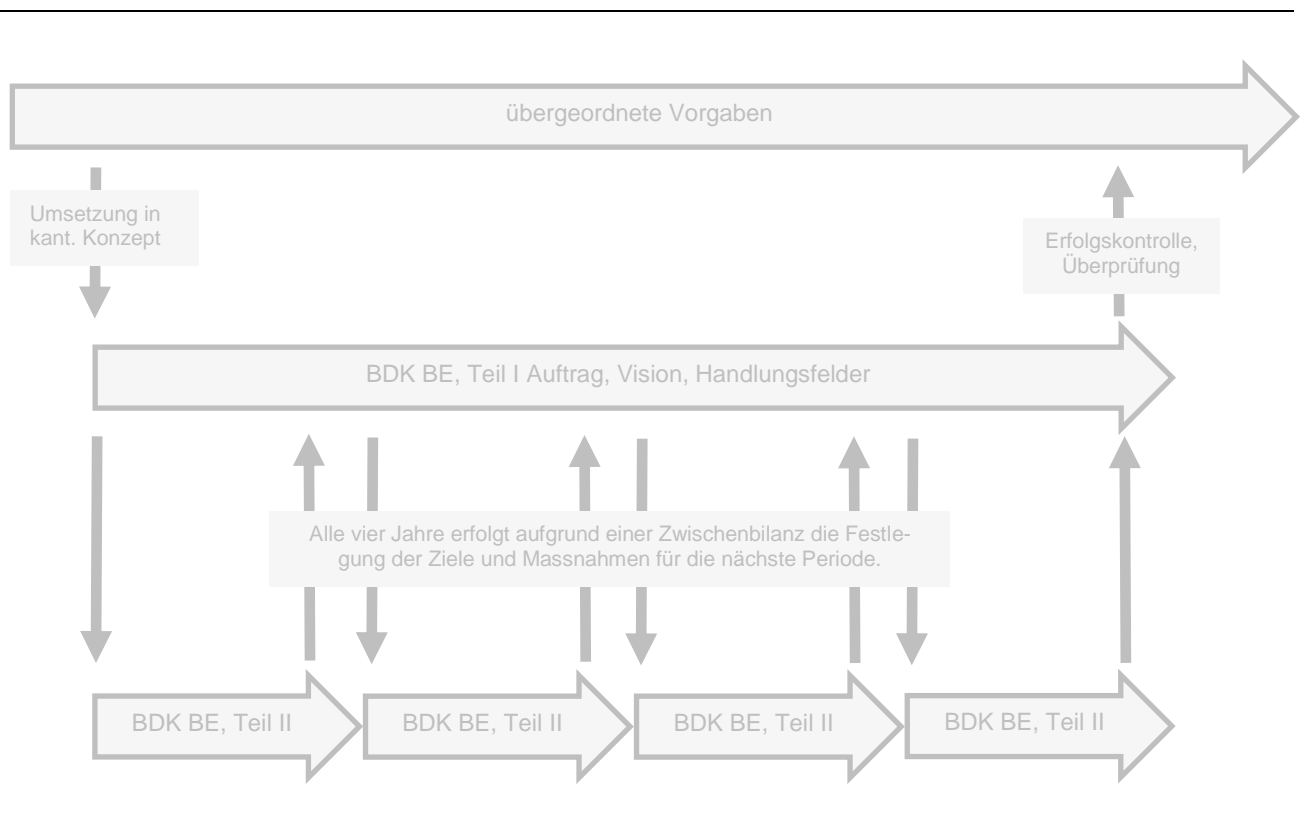 übergeordnete Vorgaben
Umsetzung in
kant. Konzept
Erfolgskontrolle,
Überprüfung
BDK BE, Teil I Auftrag, Vision, Handlungsfelder
Alle vier Jahre erfolgt aufgrund einer Zwischenbilanz die Festle-
gung der Ziele und Massnahmen für die nächste Periode.
BDK BE, Teil II
BDK BE, Teil II
BDK BE, Teil II
BDK BE, Teil II